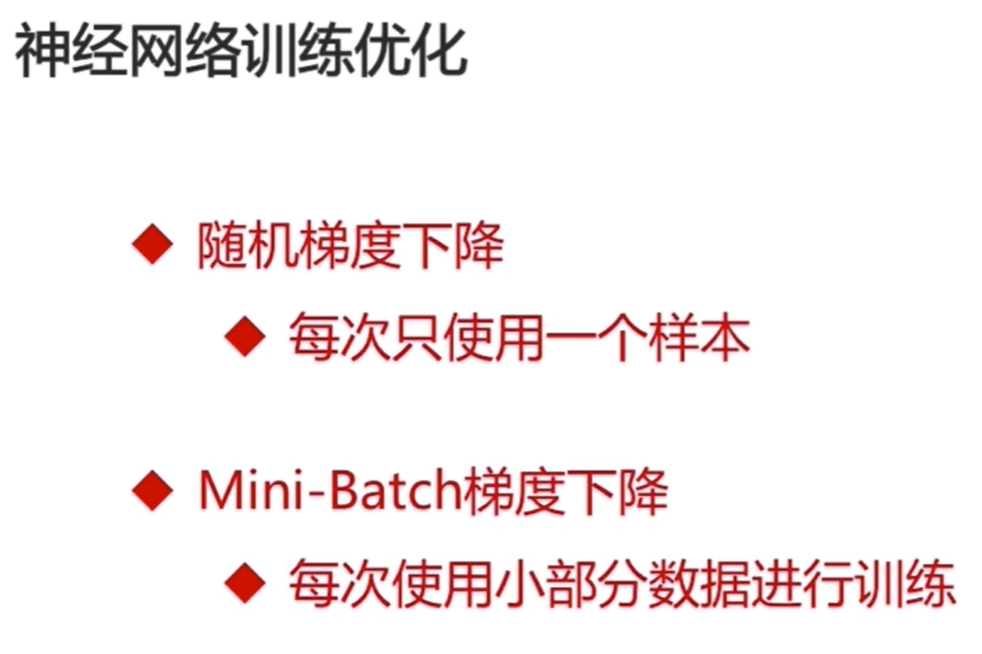 神经网络训练优化
随机梯度下降
每次只使用一个样本
Mini-Batch梯度下降
每次使用小部分数据进行训练